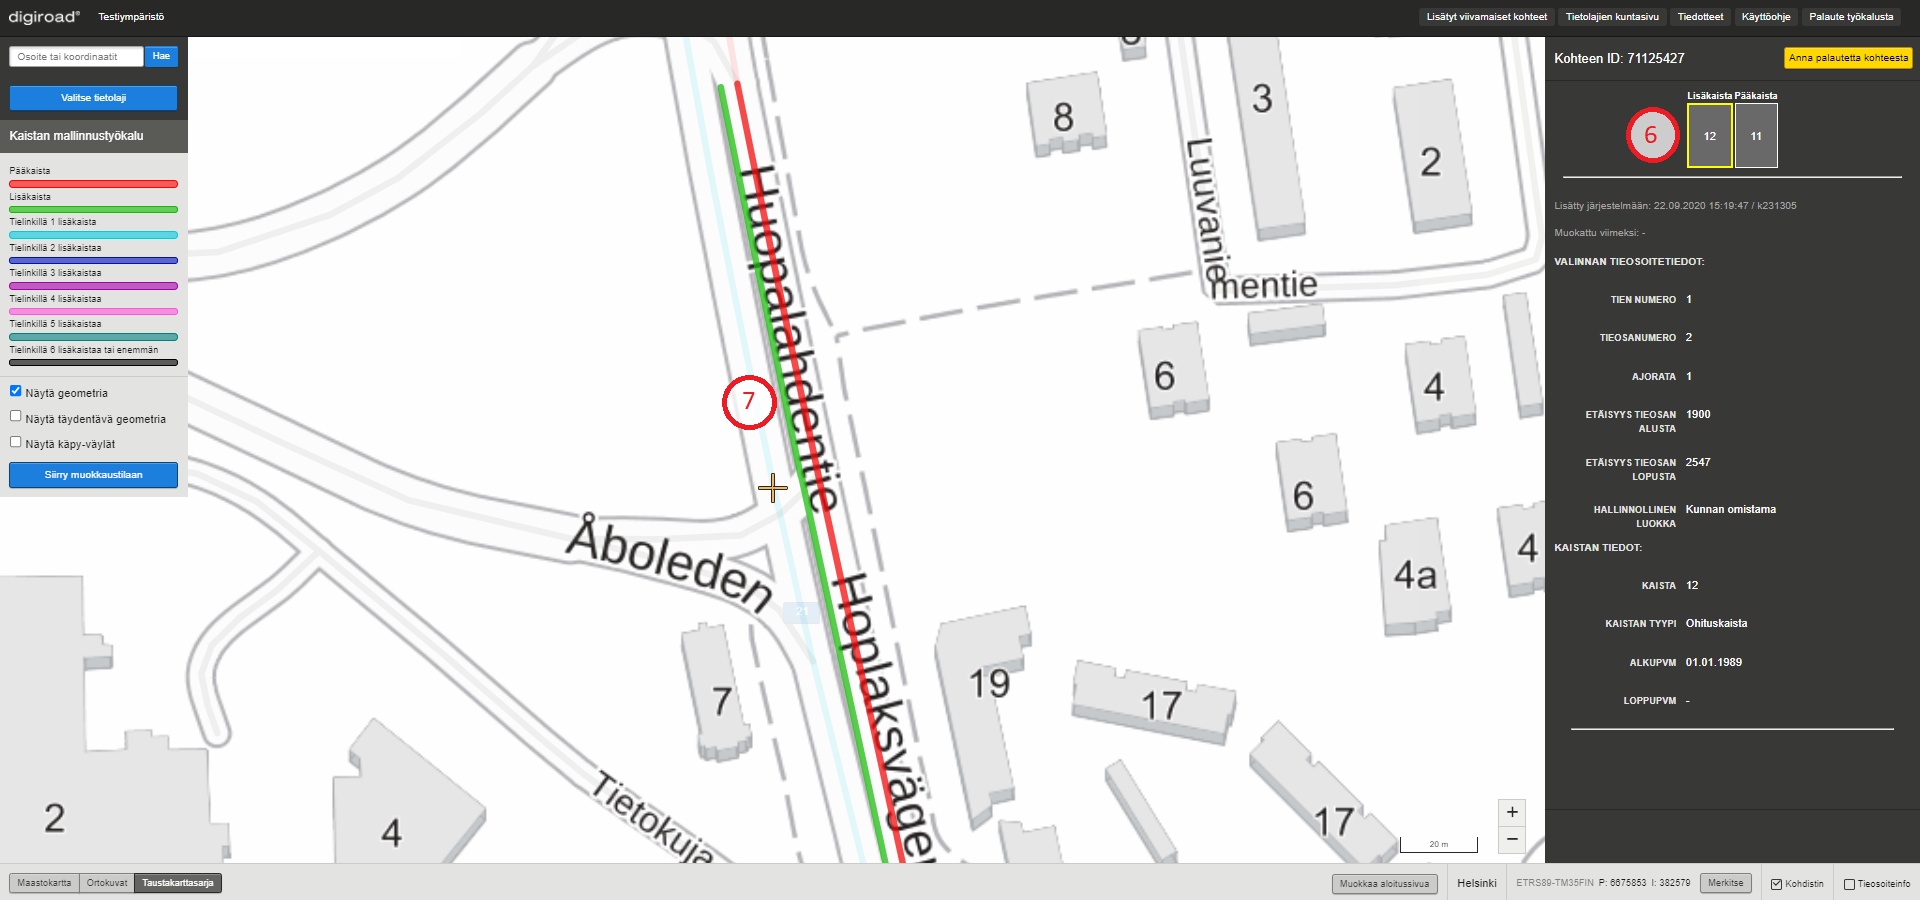 digiroad®
Testiympäristö
Lisätyt viivamaiset kohteet
Tietolajien kuntasivu
Tiedotteet
Käyttöohje
Palaute työkalusta
Osoite tai koordinaatit
Hae
Valitse tietolaji
Kaistan mallinnustyökalu
Pääkaista
Lisäkaista
Tielinkillä 1 lisäkaista
Tielinkillä 2 lisäkaistaa
Tielinkillä 3 lisäkaistaa
Tielinkillä 4 lisäkaistaa
Tielinkillä 5 lisäkaistaa
Tielinkillä 6 lisäkaistaa tai enemmän
Näytä geometria
Näytä täydentävä geometria
Näytä käpy-väylät
Siirry muokkaustilaan
8
3
2
Luuvanie
mentie
Huopalahdentie
6
4
7
6
4
4a
Åboleden
21
Hoplaksvägen
7
19
17
17
2
4
Tietokuja
+
−
20 m
Kohteen ID: 71125427
Anna palautetta kohteesta
Lisäkaista Pääkaista
6
12
11
Lisätty järjestelmään: 22.09.2020 15:19:47 / k231305
Muokattu viimeksi: -
VALINNAN TIEOSOITETIEDOT:
TIEN NUMERO 1
TIEOSANUMERO 2
AJORATA 1
ETÄISYYS TIEOSAN 1900
ALUSTA
ETÄISYYS TIEOSAN 2547
LOPUSTA
HALLINNOLLINEN Kunnan omistama
LUOKKA
KAISTAN TIEDOT:
KAISTA 12
KAISTAN TYYPPI Ohituskaista
ALKUPVM 01.01.1989
LOPPUPVM -
Maastokartta
Ortokuvat
Taustakarttasarja
Muokkaa aloitussivua
Helsinki
ETRS89-TM35FIN P: 6675853 I: 382579
Merkitse
Kohdistin
Tieosoiteinfo